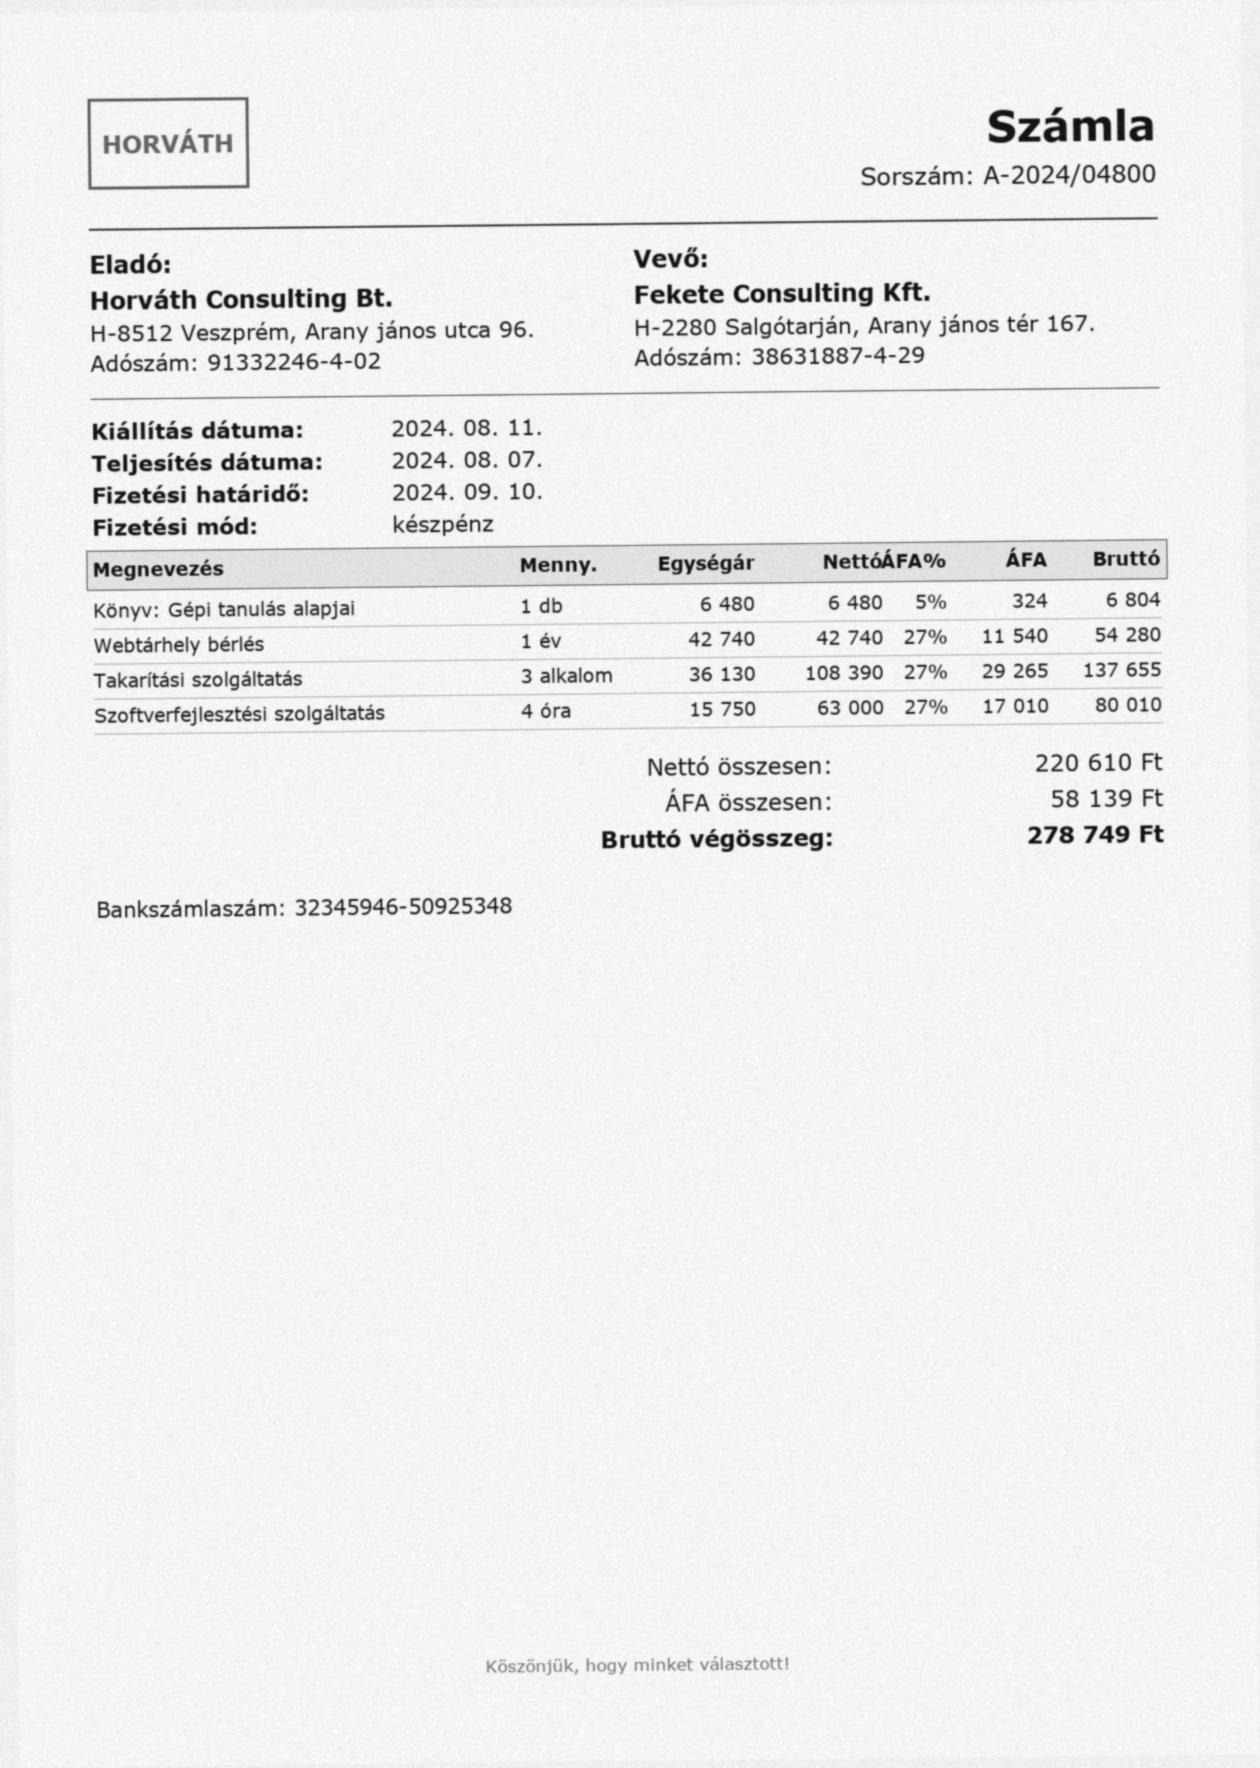 HORVÁTH
Számla
Sorszám: A-2024/04800
Eladó:
Horváth Consulting Bt.
H-8512 Veszprém, Arany jános utca 96.
Adószám: 91332246-4-02
Vevő:
Fekete Consulting Kft.
H-2280 Salgótarján, Arany jános tér 167.
Adószám: 38631887-4-29
Kiállítás dátuma: 2024. 08. 11.
Teljesítés dátuma: 2024. 08. 07.
Fizetési határidő: 2024. 09. 10.
Fizetési mód: készpénz
Megnevezés Menny. Egységár Nettó ÁFA% ÁFA Bruttó
Könyv: Gépi tanulás alapjai 1 db 6 480 6 480 5% 324 6 804
Webtárhely bérlés 1 év 42 740 42 740 27% 11 540 54 280
Takarítási szolgáltatás 3 alkalom 36 130 108 390 27% 29 265 137 655
Szoftverfejlesztési szolgáltatás 4 óra 15 750 63 000 27% 17 010 80 010
Nettó összesen: 220 610 Ft
ÁFA összesen: 58 139 Ft
Bruttó végösszeg: 278 749 Ft
Bankszámlaszám: 32345946-50925348
Köszönjük, hogy minket választott!